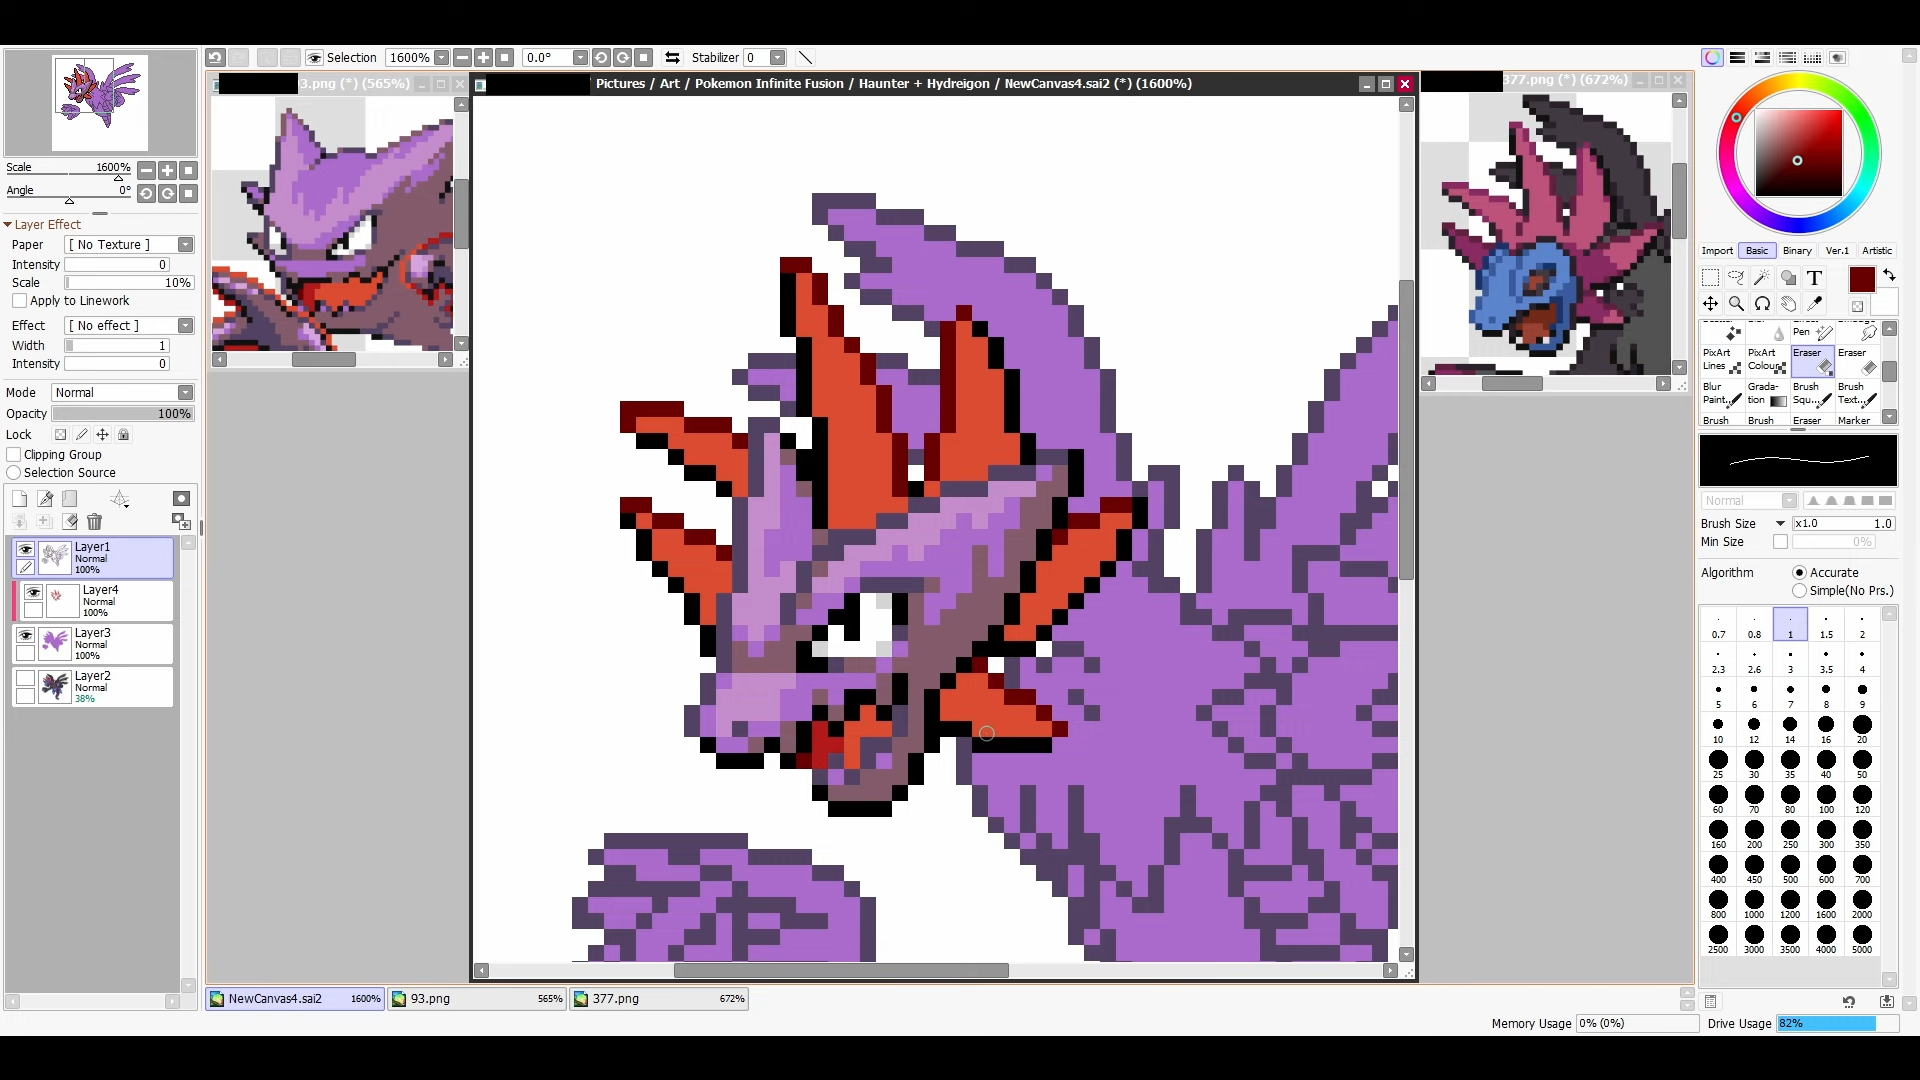 Selection 1600% 0.0° Stabilizer 0
3.png (*) (565%)
Pictures / Art / Pokemon Infinite Fusion / Haunter + Hydreigon / NewCanvas4.sai2 (*) (1600%)
377.png (*) (672%)
Scale 1600%
Angle 0°
Layer Effect
Paper [ No Texture ]
Intensity 0
Scale 10%
Apply to Linework
Effect [ No effect ]
Width 1
Intensity 0
Mode Normal
Opacity 100%
Lock
Clipping Group
Selection Source
Layer1
Normal
100%
Layer4
Normal
100%
Layer3
Normal
100%
Layer2
Normal
38%
Import Basic Binary Ver.1 Artistic
T
Pen
PixArt Lines PixArt Colour Eraser Eraser
Blur Paint... Grada-tion Brush Squ... Brush Text...
Brush Brush Eraser Marker
Normal
Brush Size x1.0 1.0
Min Size 0%
Algorithm Accurate
Simple(No Prs.)
0.7 0.8 1 1.5 2
2.3 2.6 3 3.5 4
5 6 7 8 9
10 12 14 16 20
25 30 35 40 50
60 70 80 100 120
160 200 250 300 350
400 450 500 600 700
800 1000 1200 1600 2000
2500 3000 3500 4000 5000
NewCanvas4.sai2 1600% 93.png 565% 377.png 672%
Memory Usage 0% (0%) Drive Usage 82%